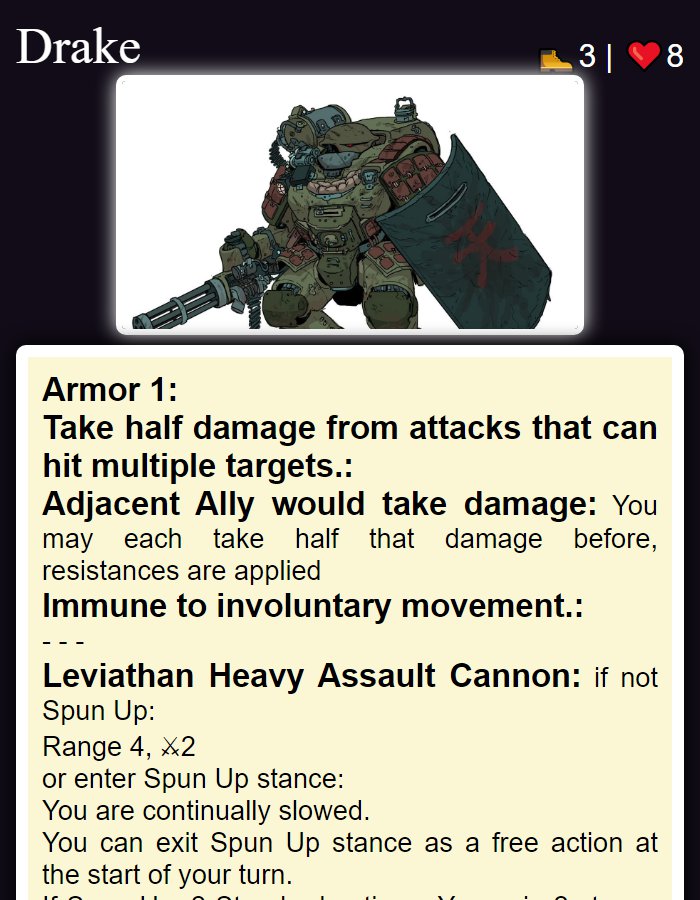 Drake
🥾3 | ❤️8
Armor 1:
Take half damage from attacks that can
hit multiple targets.:
Adjacent Ally would take damage: You
may each take half that damage before,
resistances are applied
Immune to involuntary movement.:
- - -
Leviathan Heavy Assault Cannon: if not
Spun Up:
Range 4, ⚔2
or enter Spun Up stance:
You are continually slowed.
You can exit Spun Up stance as a free action at
the start of your turn.